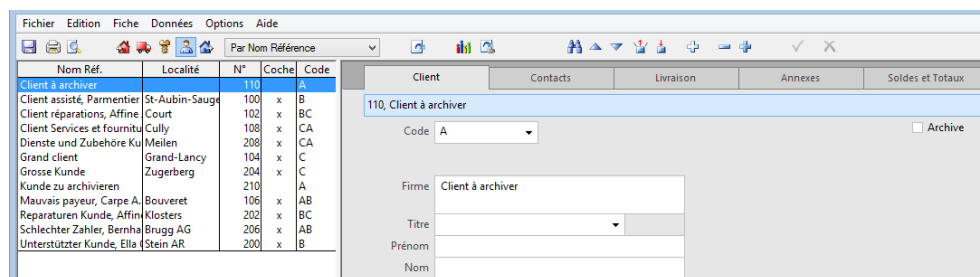 Fichier Edition Fiche Données Options Aide
Par Nom Référence
Nom Réf. Localité N° Coche Code
Client à archiver 110 A
Client assisté, Parmentier St-Aubin-Sauge 100 x B
Client réparations, Affine Court 102 x BC
Client Services et fournitu Cully 108 x CA
Dienste und Zubehöre Ku Meilen 208 x CA
Grand client Grand-Lancy 104 x C
Grosse Kunde Zugerberg 204 x C
Kunde zu archivieren 210 A
Mauvais payeur, Carpe A. Bouveret 106 x AB
Reparaturen Kunde, Affin Klosters 202 x BC
Schlechter Zahler, Bernha Brugg AG 206 x AB
Unterstützter Kunde, Ella Stein AR 200 x B
Client Contacts Livraison Annexes Soldes et Totaux
110, Client à archiver
Code A Archive
Firme Client à archiver
Titre
Prénom
Nom